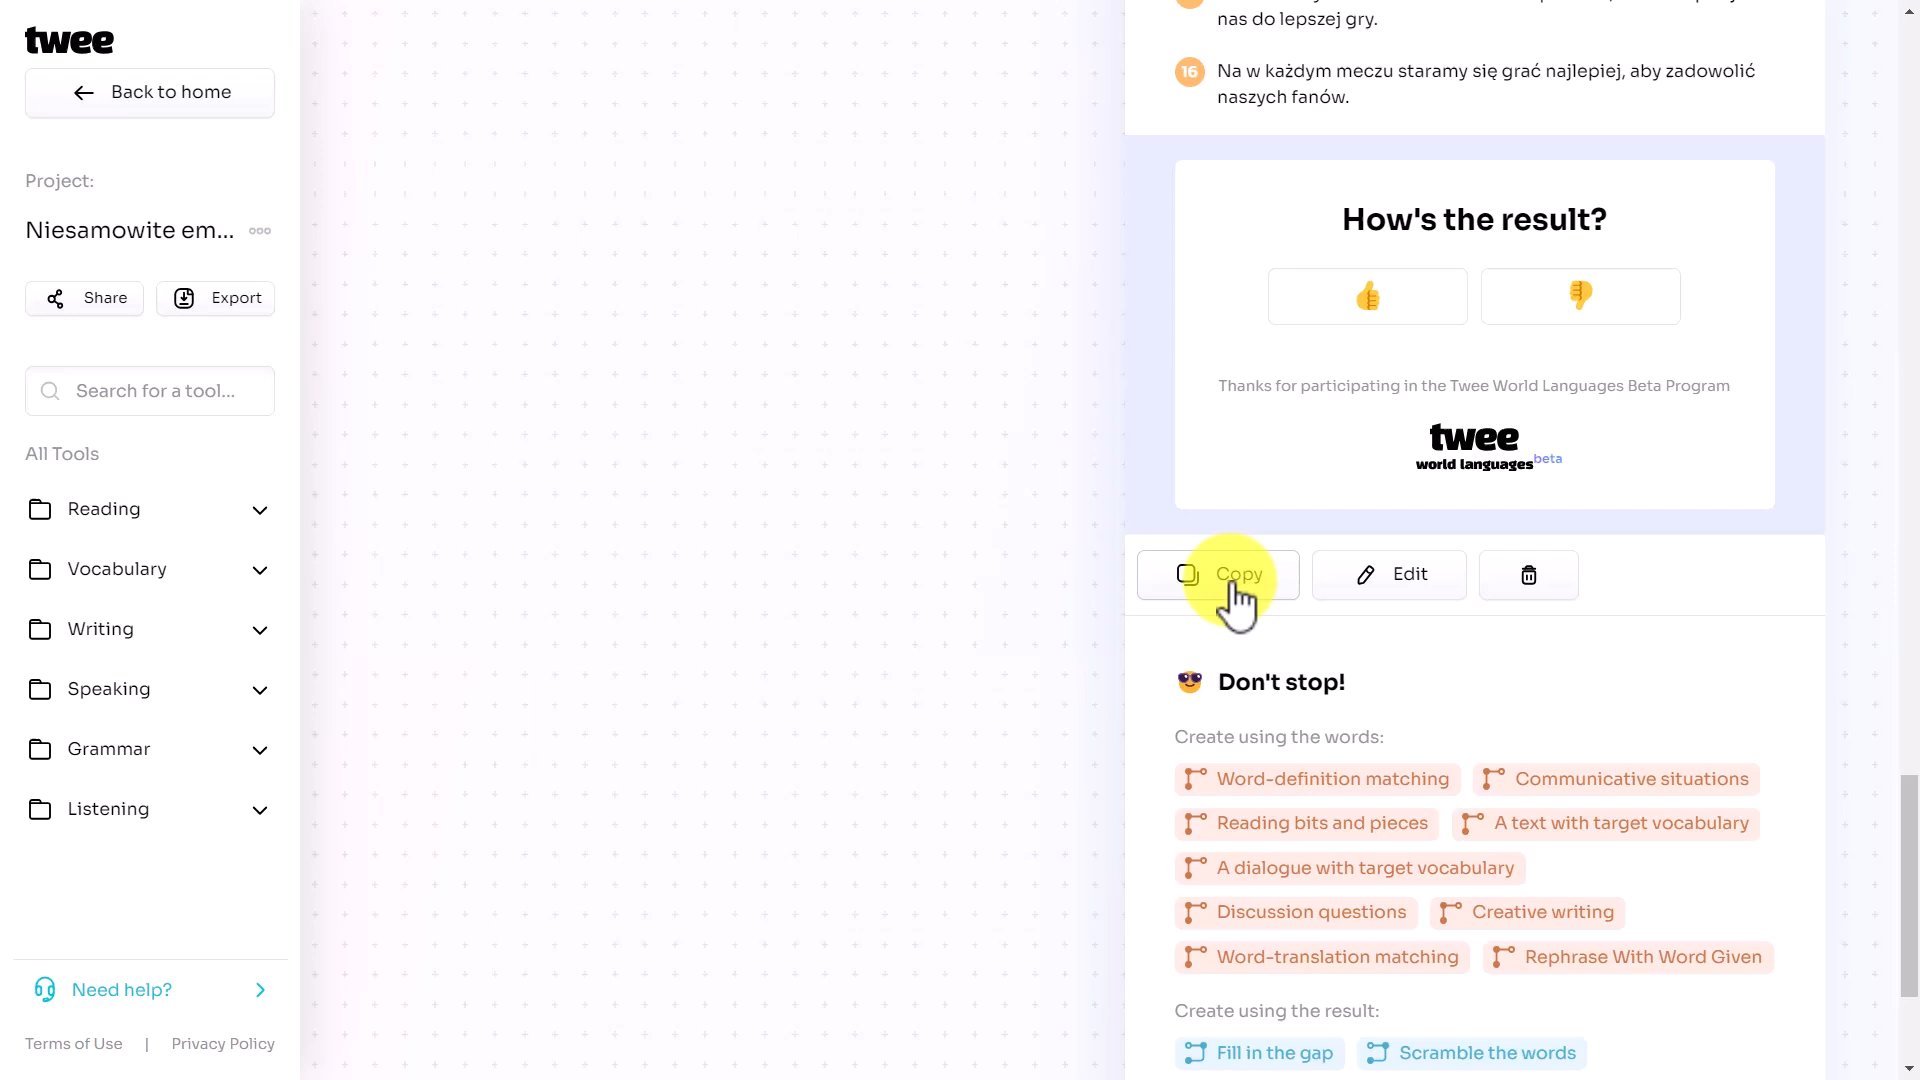 twee
Back to home
Project:
Niesamowite em...
Share
Export
Search for a tool...
All Tools
Reading
Vocabulary
Writing
Speaking
Grammar
Listening
Need help?
Terms of Use | Privacy Policy
nas do lepszej gry.
16 Na w każdym meczu staramy się grać najlepiej, aby zadowolić
naszych fanów.
How's the result?
Thanks for participating in the Twee World Languages Beta Program
twee
world languages beta
Copy
Edit
Don't stop!
Create using the words:
Word-definition matching
Communicative situations
Reading bits and pieces
A text with target vocabulary
A dialogue with target vocabulary
Discussion questions
Creative writing
Word-translation matching
Rephrase With Word Given
Create using the result:
Fill in the gap
Scramble the words